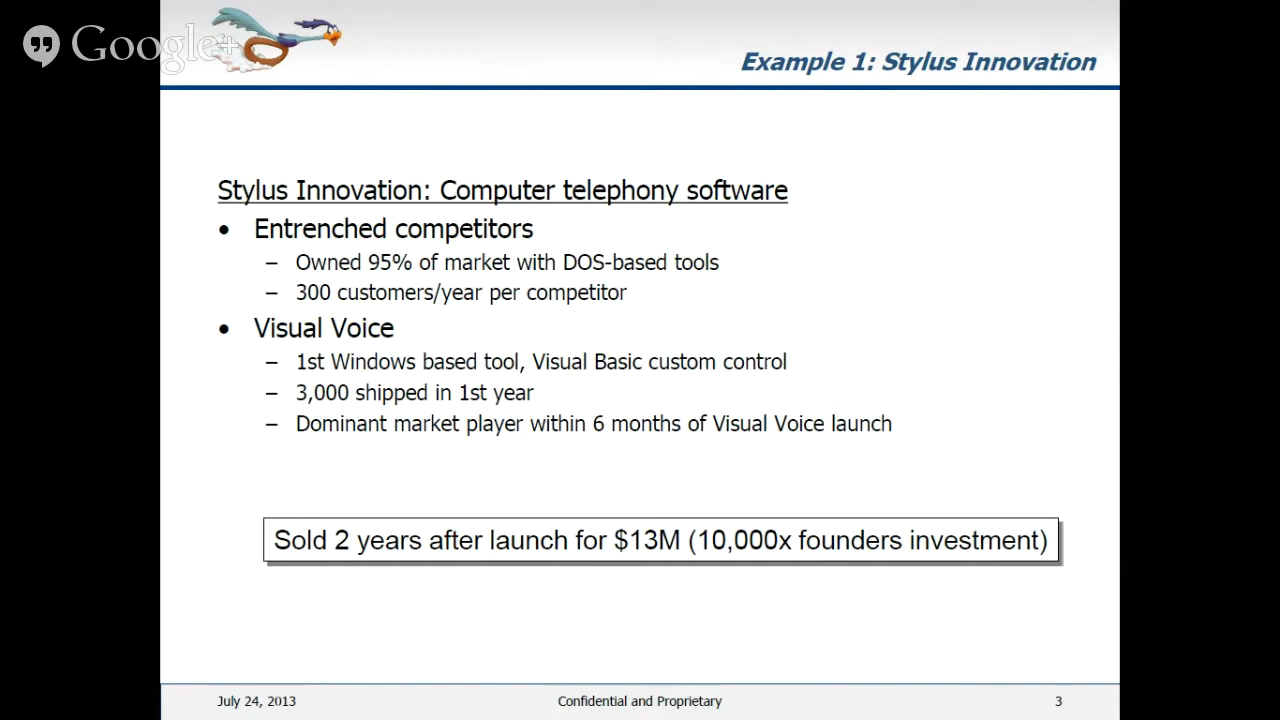 Google+
Example 1: Stylus Innovation
Stylus Innovation: Computer telephony software
• Entrenched competitors
– Owned 95% of market with DOS-based tools
– 300 customers/year per competitor
• Visual Voice
– 1st Windows based tool, Visual Basic custom control
– 3,000 shipped in 1st year
– Dominant market player within 6 months of Visual Voice launch
Sold 2 years after launch for $13M (10,000x founders investment)
July 24, 2013 Confidential and Proprietary 3